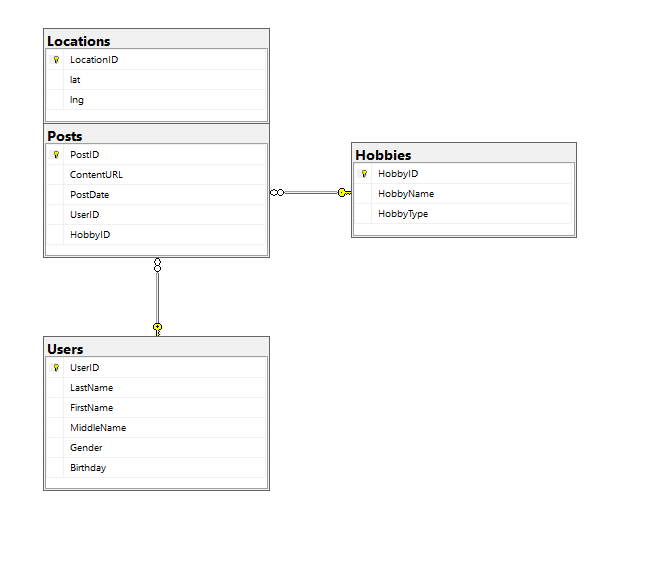 Locations
LocationID
lat
lng
Posts
PostID
ContentURL
PostDate
UserID
HobbyID
Hobbies
HobbyID
HobbyName
HobbyType
Users
UserID
LastName
FirstName
MiddleName
Gender
Birthday